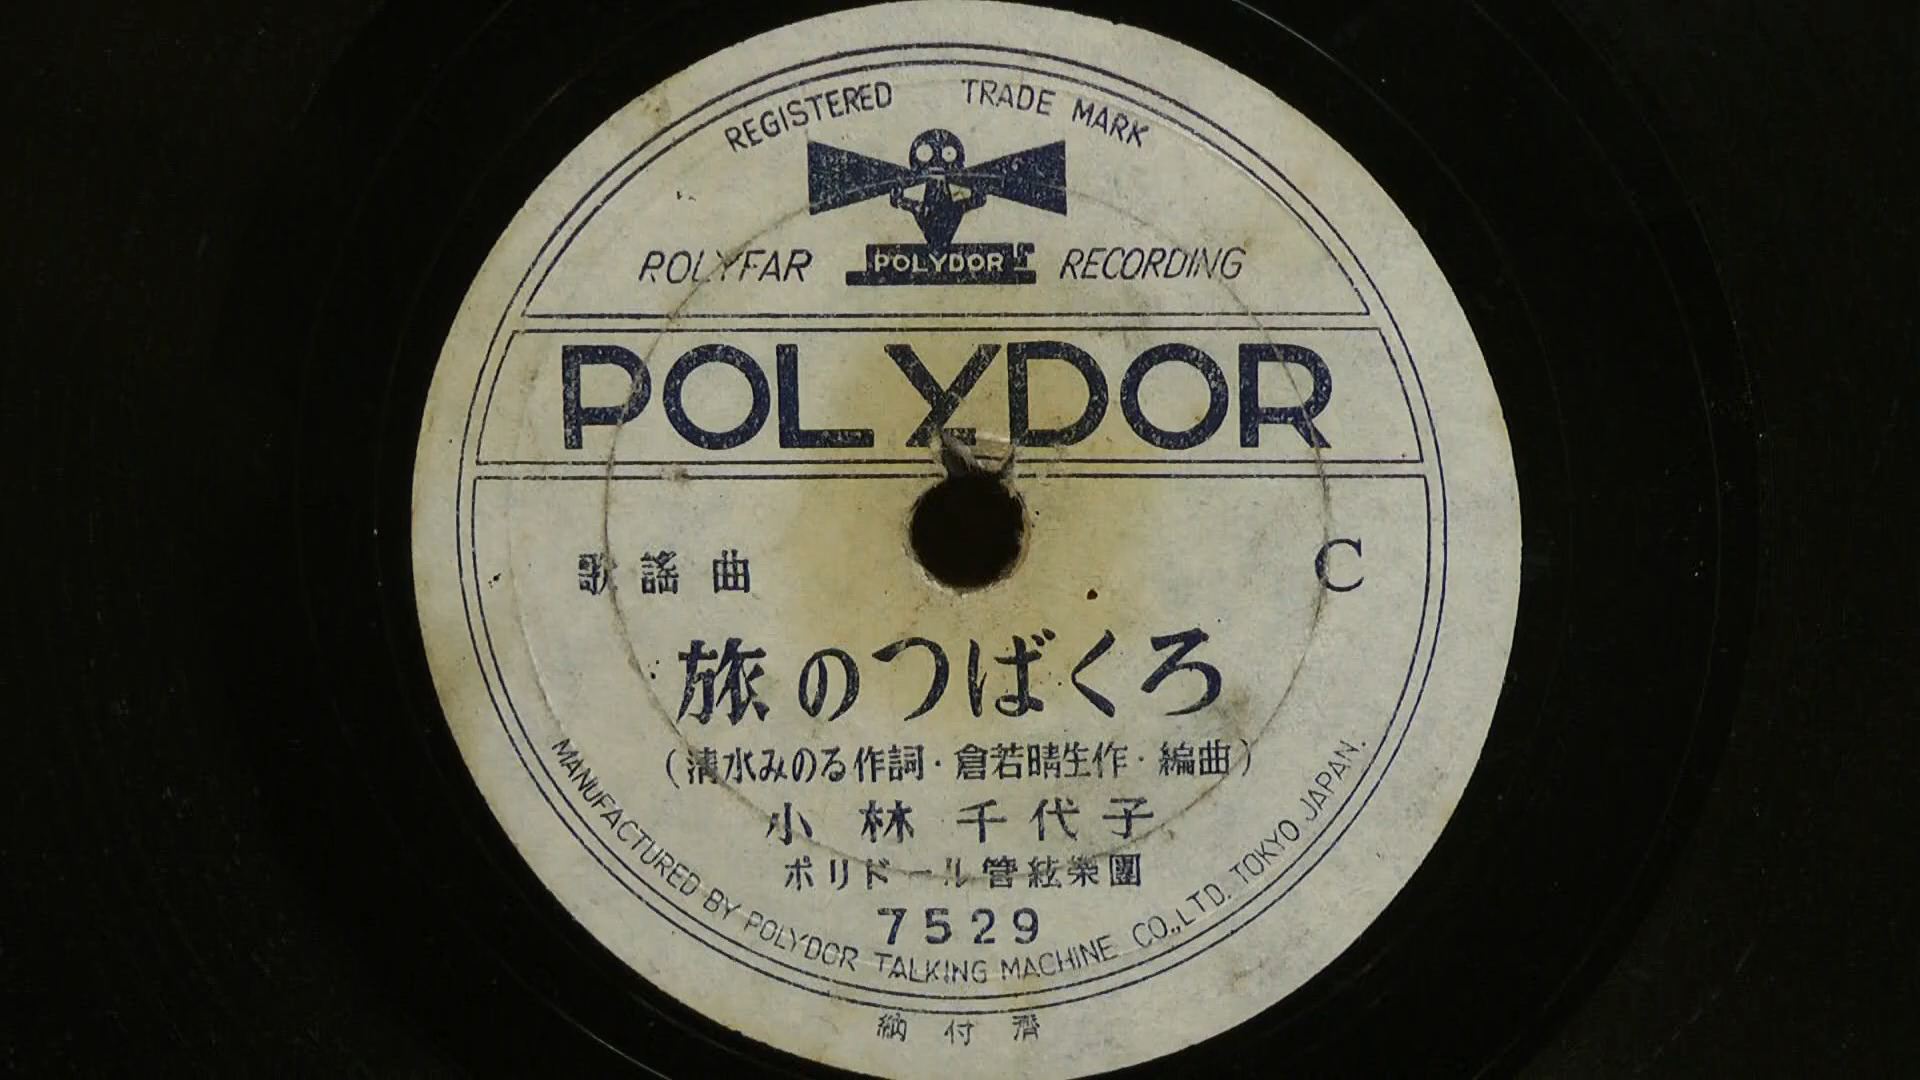 REGISTERED TRADE MARK
POLYFAR POLYDOR RECORDING
POLYDOR
歌謠曲 C
旅のつばくろ
(清水みのる作詞・倉若晴生作・編曲)
小林千代子
ポリドール管絃樂團
7529
MANUFACTURED BY POLYDOR TALKING MACHINE CO.,LTD. TOKYO JAPAN.
納付濟